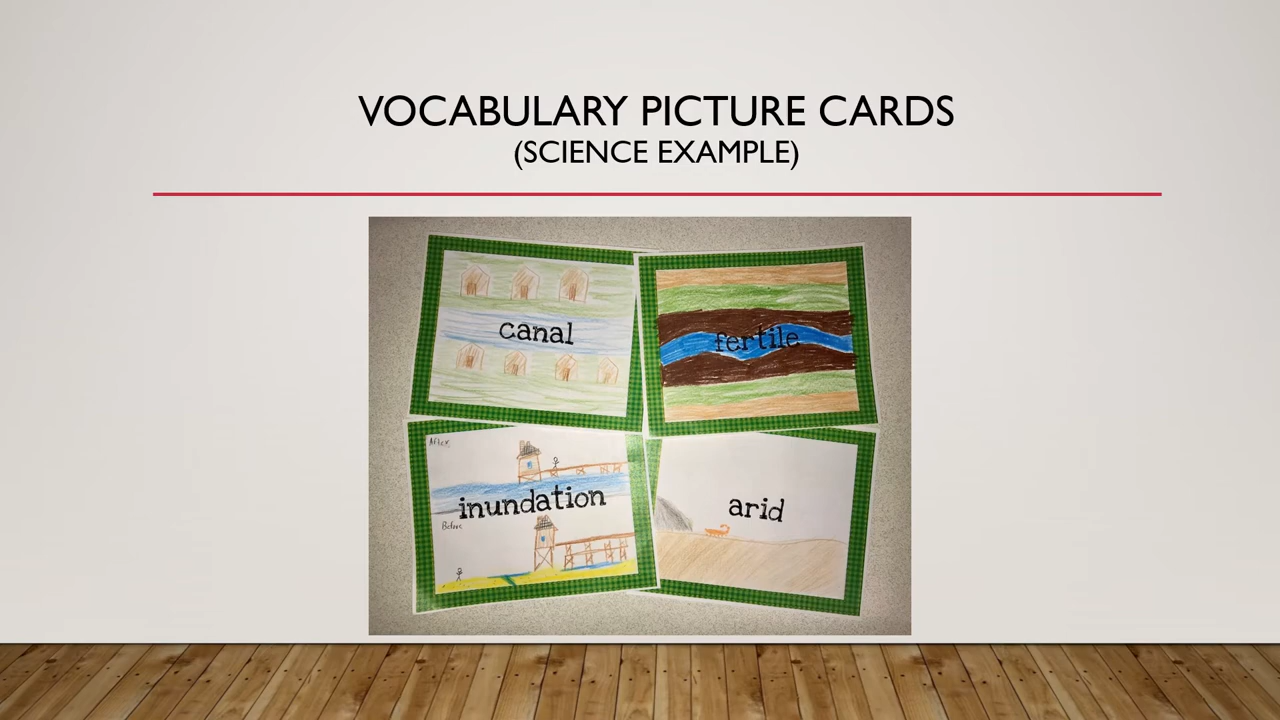 VOCABULARY PICTURE CARDS
(SCIENCE EXAMPLE)
canal
fertile
After
inundation
Before
arid